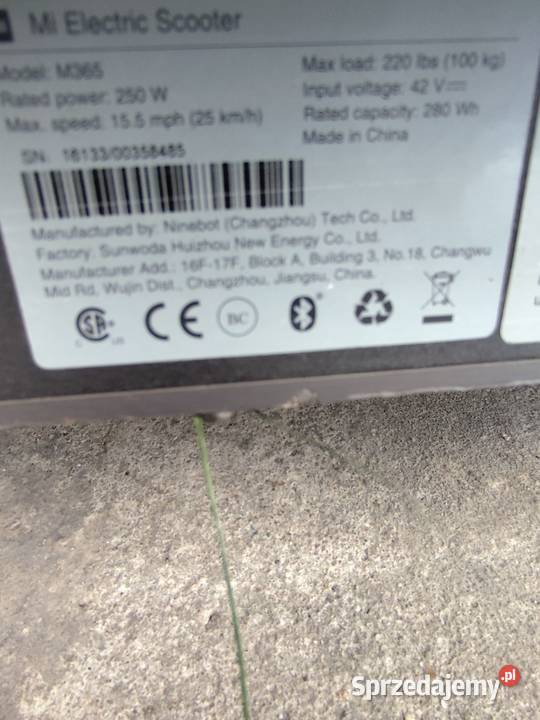 Mi Electric Scooter
Model: M365
Rated power: 250 W
Max. speed: 15.5 mph (25 km/h)
SN: 16133/00358485
Max load: 220 lbs (100 kg)
Input voltage: 42 V
Rated capacity: 280 Wh
Made in China
Manufactured by: Ninebot (Changzhou) Tech Co., Ltd.
Factory: Sunwoda Huizhou New Energy Co., Ltd.
Manufacturer Add.: 16F-17F, Block A, Building 3, No.18, Changwu
Mid Rd, Wujin Dist., Changzhou, Jiangsu, China.
C SA US
CE
BC
Sprzedajemy.pl